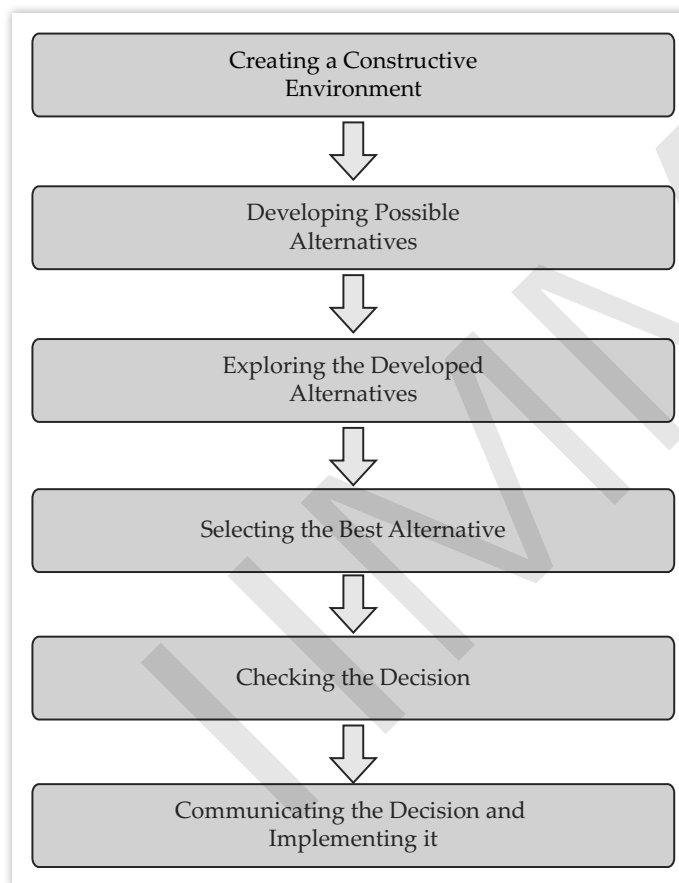 Creating a Constructive
Environment
Developing Possible
Alternatives
Exploring the Developed
Alternatives
Selecting the Best Alternative
Checking the Decision
Communicating the Decision and
Implementing it